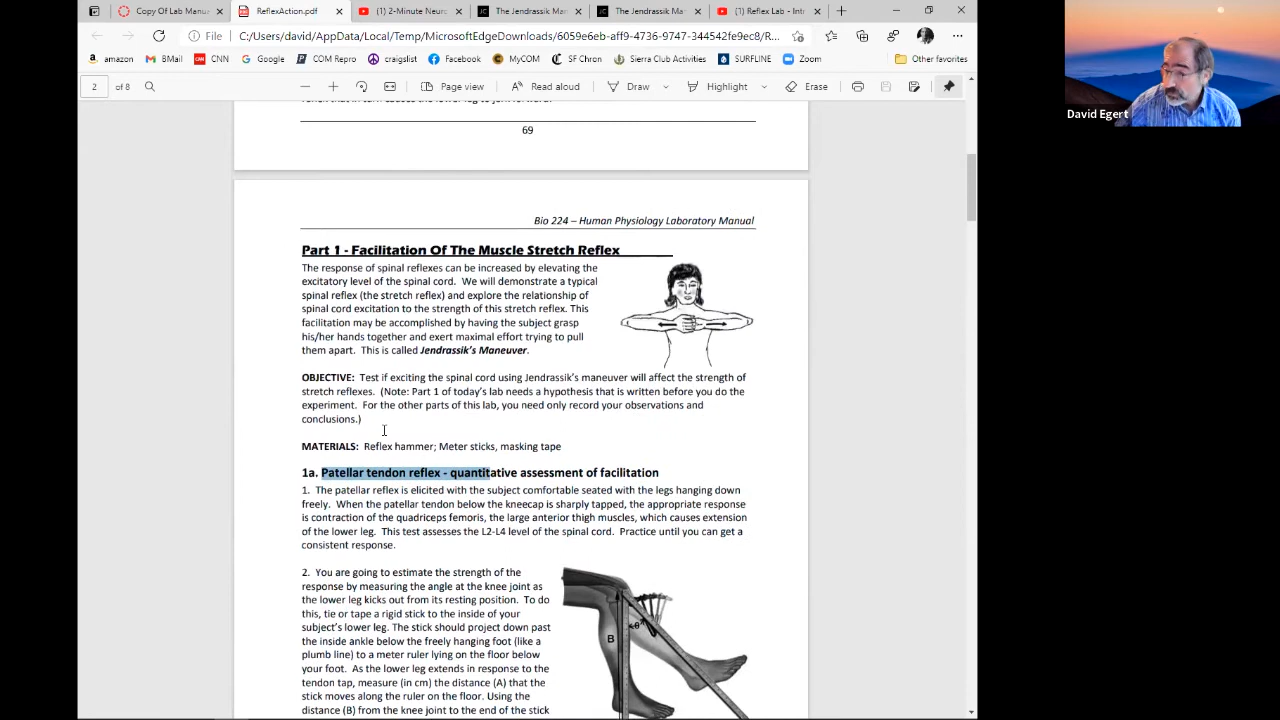 Copy Of Lab Manua
ReflexAction.pdf
(1) 2-Minute Neuro
The Jendrassik Man
The Jendrassik Ma
(1) Reflex Lab - Int
File C:/Users/david/AppData/Local/Temp/MicrosoftEdgeDownloads/6059e6eb-aff9-4736-9747-344542fe9ec8/R...
amazon BMail CNN Google COM Repro craigslist Facebook MyCOM SF Chron Sierra Club Activities SURFLINE Zoom Other favorites
2 of 8 Page view Read aloud Draw Highlight Erase
69
Bio 224 – Human Physiology Laboratory Manual
Part 1 - Facilitation Of The Muscle Stretch Reflex
The response of spinal reflexes can be increased by elevating the
excitatory level of the spinal cord. We will demonstrate a typical
spinal reflex (the stretch reflex) and explore the relationship of
spinal cord excitation to the strength of this stretch reflex. This
facilitation may be accomplished by having the subject grasp
his/her hands together and exert maximal effort trying to pull
them apart. This is called Jendrassik's Maneuver.
OBJECTIVE: Test if exciting the spinal cord using Jendrassik's maneuver will affect the strength of
stretch reflexes. (Note: Part 1 of today's lab needs a hypothesis that is written before you do the
experiment. For the other parts of this lab, you need only record your observations and
conclusions.)
MATERIALS: Reflex hammer; Meter sticks, masking tape
1a. Patellar tendon reflex - quantitative assessment of facilitation
1. The patellar reflex is elicited with the subject comfortable seated with the legs hanging down
freely. When the patellar tendon below the kneecap is sharply tapped, the appropriate response
is contraction of the quadriceps femoris, the large anterior thigh muscles, which causes extension
of the lower leg. This test assesses the L2-L4 level of the spinal cord. Practice until you can get a
consistent response.
2. You are going to estimate the strength of the
response by measuring the angle at the knee joint as
the lower leg kicks out from its resting position. To do
this, tie or tape a rigid stick to the inside of your
subject's lower leg. The stick should project down past
the inside ankle below the freely hanging foot (like a
plumb line) to a meter ruler lying on the floor below
your foot. As the lower leg extends in response to the
tendon tap, measure (in cm) the distance (A) that the
stick moves along the ruler on the floor. Using the
distance (B) from the knee joint to the end of the stick
B
David Egert